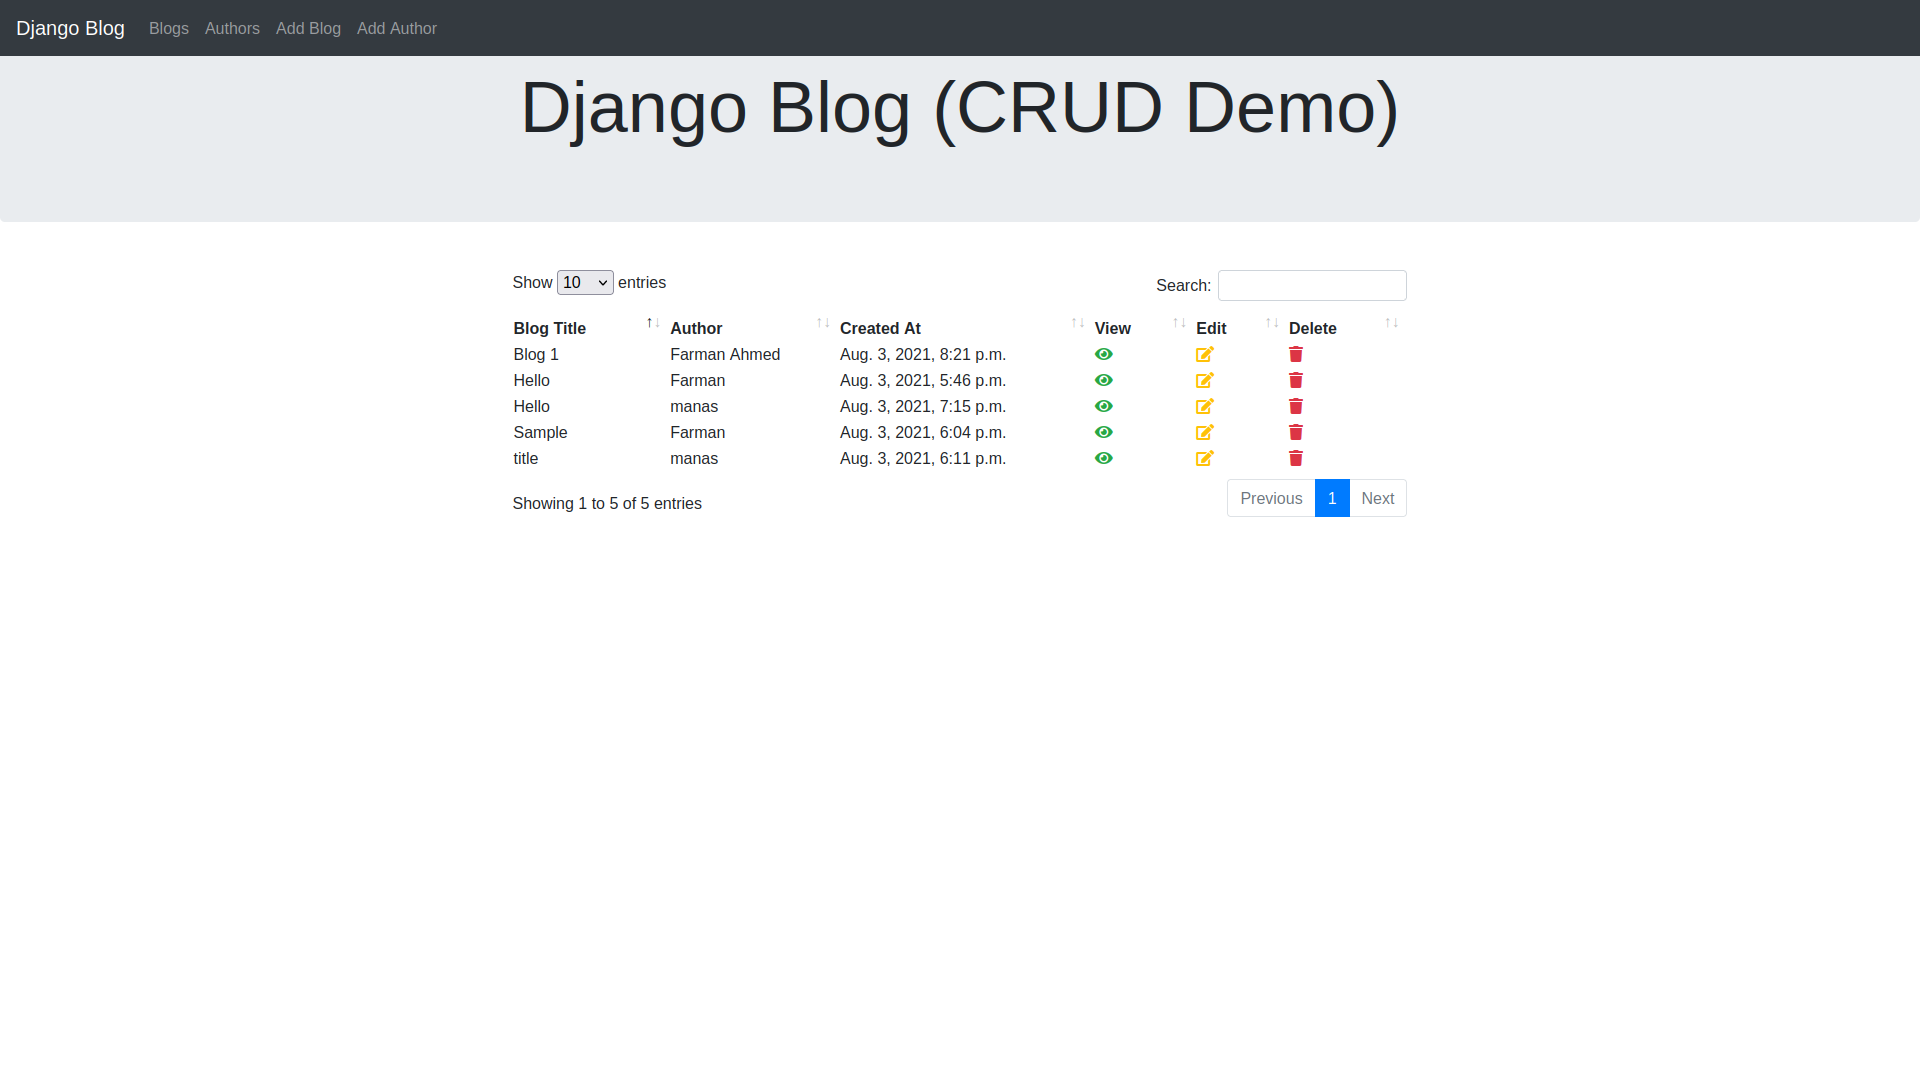 Django Blog Blogs Authors Add Blog Add Author
Django Blog (CRUD Demo)
Show 10 entries Search:
Blog Title ↑↓ Author ↑↓ Created At ↑↓ View ↑↓ Edit ↑↓ Delete ↑↓
Blog 1 Farman Ahmed Aug. 3, 2021, 8:21 p.m.
Hello Farman Aug. 3, 2021, 5:46 p.m.
Hello manas Aug. 3, 2021, 7:15 p.m.
Sample Farman Aug. 3, 2021, 6:04 p.m.
title manas Aug. 3, 2021, 6:11 p.m.
Showing 1 to 5 of 5 entries Previous 1 Next